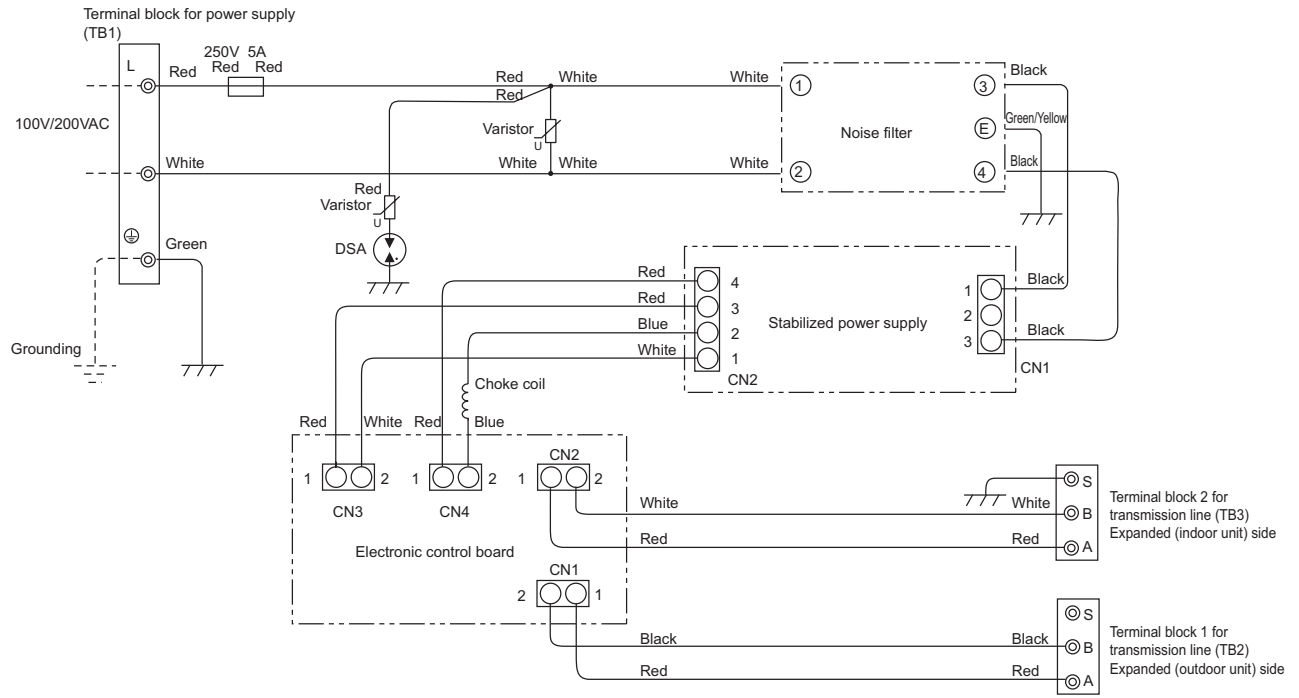 Terminal block for power supply
(TB1)
L
Red
250V 5A
Red Red
Red
Red
White
White
100V/200VAC
White
Varistor
U
White
White
White
1
2
Noise filter
3
E
4
Black
Green/Yellow
Black
Red
Varistor
U
DSA
Green
Grounding
Red
Red
Blue
White
4
3
2
1
CN2
Stabilized power supply
1
2
3
CN1
Black
Black
Choke coil
Red
White
Red
Blue
1
2
CN3
1
2
CN4
CN2
1
2
Electronic control board
CN1
2
1
White
Red
White
Red
S
B
A
Terminal block 2 for
transmission line (TB3)
Expanded (indoor unit) side
Black
Red
Black
Red
S
B
A
Terminal block 1 for
transmission line (TB2)
Expanded (outdoor unit) side